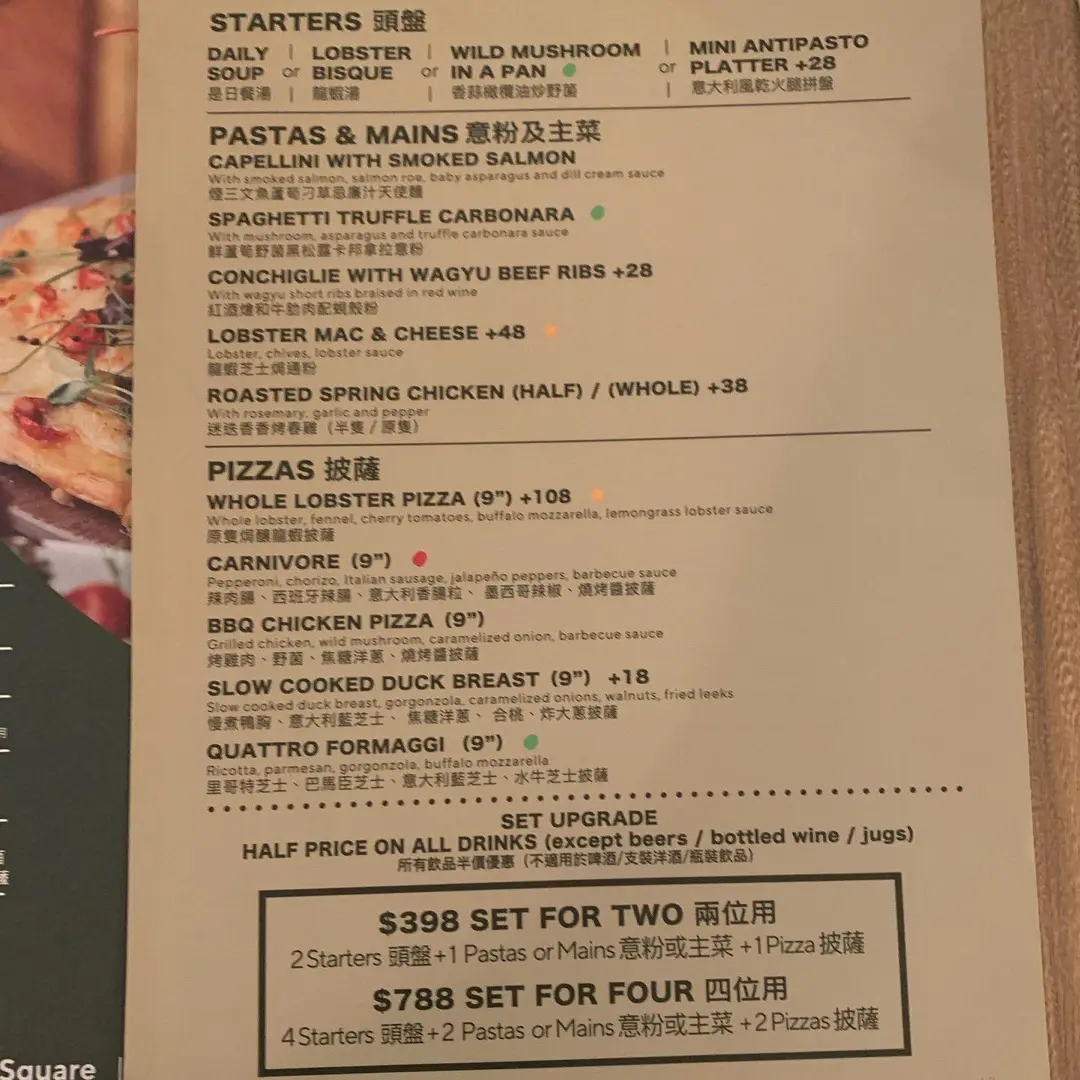 STARTERS 頭盤
DAILY | LOBSTER | WILD MUSHROOM | MINI ANTIPASTO
SOUP or BISQUE or IN A PAN or PLATTER +28
是日餐湯 | 龍蝦湯 | 香蒜橄欖油炒野菌 | 意大利風乾火腿拼盤
PASTAS & MAINS 意粉及主菜
CAPELLINI WITH SMOKED SALMON
With smoked salmon, salmon roe, baby asparagus and dill cream sauce
煙三文魚蘆筍刁草忌廉汁天使麵
SPAGHETTI TRUFFLE CARBONARA
With mushroom, asparagus and truffle carbonara sauce
鮮蘆筍野菌黑松露卡邦拿拉意粉
CONCHIGLIE WITH WAGYU BEEF RIBS +28
With wagyu short ribs braised in red wine
紅酒燴和牛肋肉配蜆殼粉
LOBSTER MAC & CHEESE +48
Lobster, chives, lobster sauce
龍蝦芝士焗通粉
ROASTED SPRING CHICKEN (HALF) / (WHOLE) +38
With rosemary, garlic and pepper
迷迭香香烤春雞（半隻 / 原隻）
PIZZAS 披薩
WHOLE LOBSTER PIZZA (9”) +108
Whole lobster, fennel, cherry tomatoes, buffalo mozzarella, lemongrass lobster sauce
原隻焗釀龍蝦披薩
CARNIVORE (9”)
Pepperoni, chorizo, Italian sausage, jalapeño peppers, barbecue sauce
辣肉腸、西班牙辣腸、意大利香腸粒、墨西哥辣椒、燒烤醬披薩
BBQ CHICKEN PIZZA (9”)
Grilled chicken, wild mushroom, caramelized onion, barbecue sauce
烤雞肉、野菌、焦糖洋蔥、燒烤醬披薩
SLOW COOKED DUCK BREAST (9”) +18
Slow cooked duck breast, gorgonzola, caramelized onions, walnuts, fried leeks
慢煮鴨胸、意大利藍芝士、焦糖洋蔥、合桃、炸大蔥披薩
QUATTRO FORMAGGI (9”)
Ricotta, parmesan, gorgonzola, buffalo mozzarella
里哥特芝士、巴馬臣芝士、意大利藍芝士、水牛芝士披薩
SET UPGRADE
HALF PRICE ON ALL DRINKS (except beers / bottled wine / jugs)
所有飲品半價優惠（不適用於啤酒/支裝洋酒/瓶裝飲品）
$398 SET FOR TWO 兩位用
2 Starters 頭盤+1 Pastas or Mains 意粉或主菜 +1 Pizza 披薩
$788 SET FOR FOUR 四位用
4 Starters 頭盤+2 Pastas or Mains 意粉或主菜 +2 Pizzas 披薩
Square |